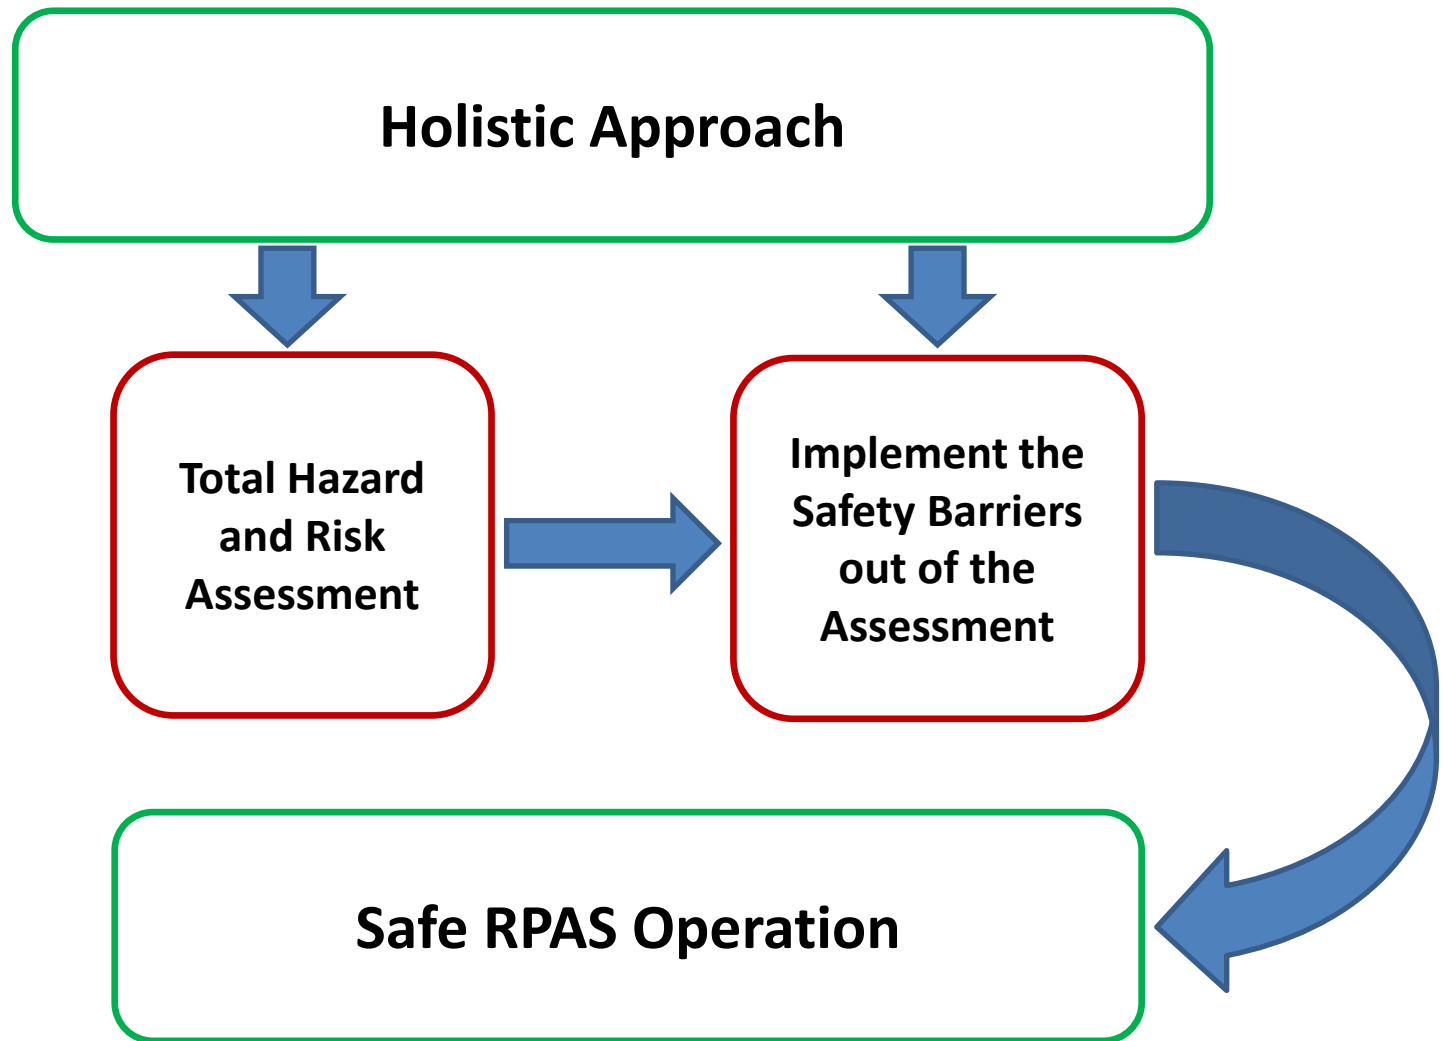 Holistic Approach
Total Hazard
and Risk
Assessment
Implement the
Safety Barriers
out of the
Assessment
Safe RPAS Operation